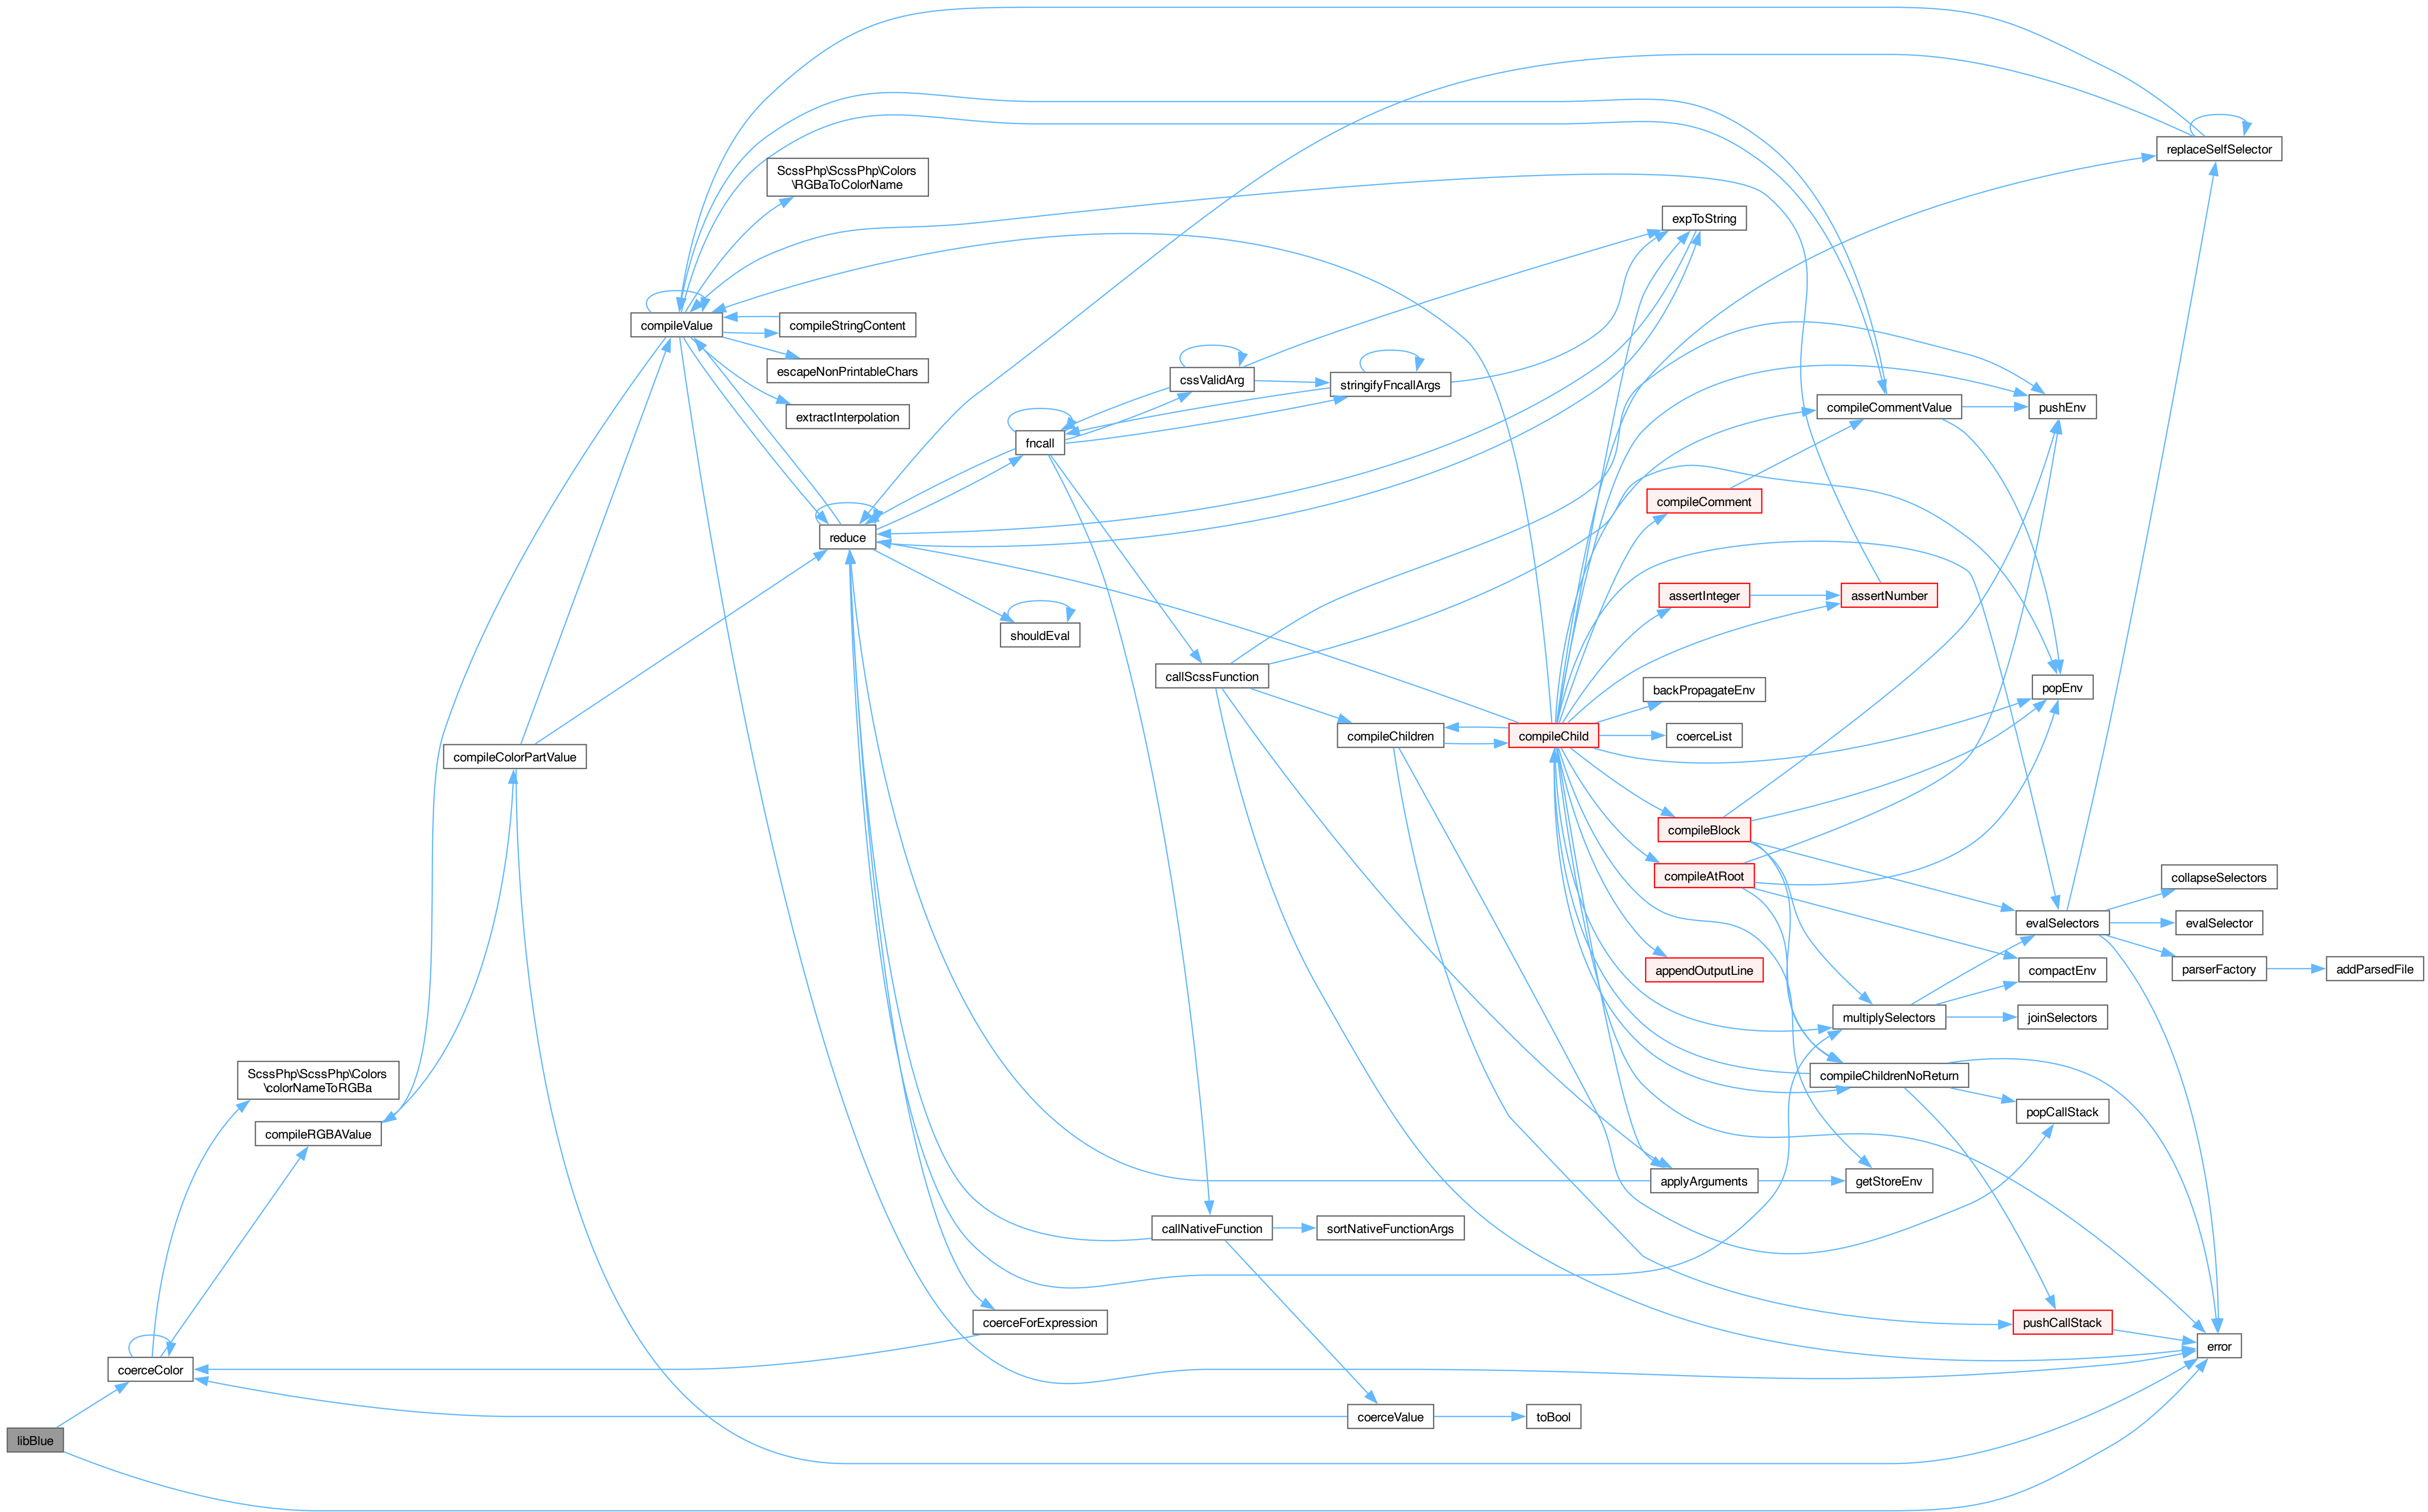 replaceSelfSelector
ScssPhp\ScssPhp\Colors
\RGBaToColorName
expToString
compileValue
compileStringContent
escapeNonPrintableChars
cssValidArg
stringifyFncallArgs
compileCommentValue
pushEnv
extractInterpolation
fncall
compileComment
reduce
assertInteger
assertNumber
shouldEval
callScssFunction
backPropagateEnv
popEnv
compileColorPartValue
compileChildren
compileChild
coerceList
compileBlock
compileAtRoot
collapseSelectors
evalSelectors
evalSelector
appendOutputLine
compactEnv
parserFactory
addParsedFile
multiplySelectors
joinSelectors
ScssPhp\ScssPhp\Colors
\colorNameToRGBa
compileChildrenNoReturn
popCallStack
compileRGBAValue
applyArguments
getStoreEnv
callNativeFunction
sortNativeFunctionArgs
coerceForExpression
pushCallStack
error
coerceColor
coerceValue
toBool
libBlue